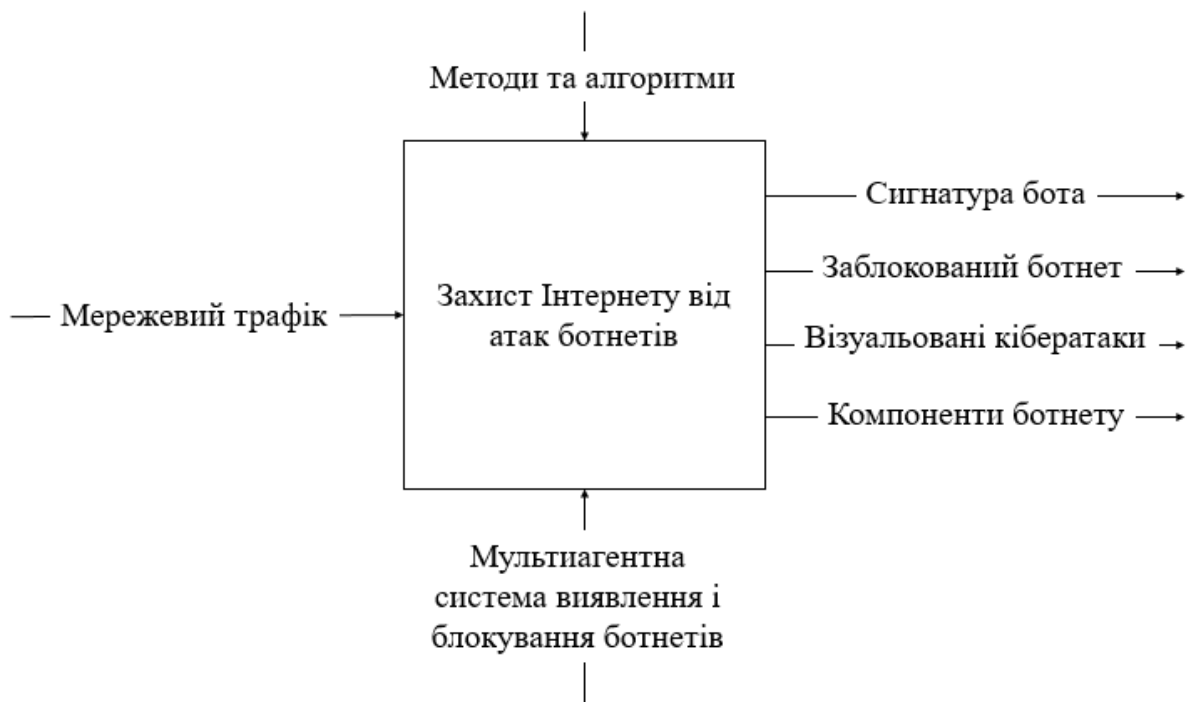 Методи та алгоритми
Сигнатура бота
Заблокований ботнет
Мережевий трафік
Захист Інтернету від
атак ботнетів
Візуальовані кібератаки
Компоненти ботнету
Мультиагентна
система виявлення і
блокування ботнетів